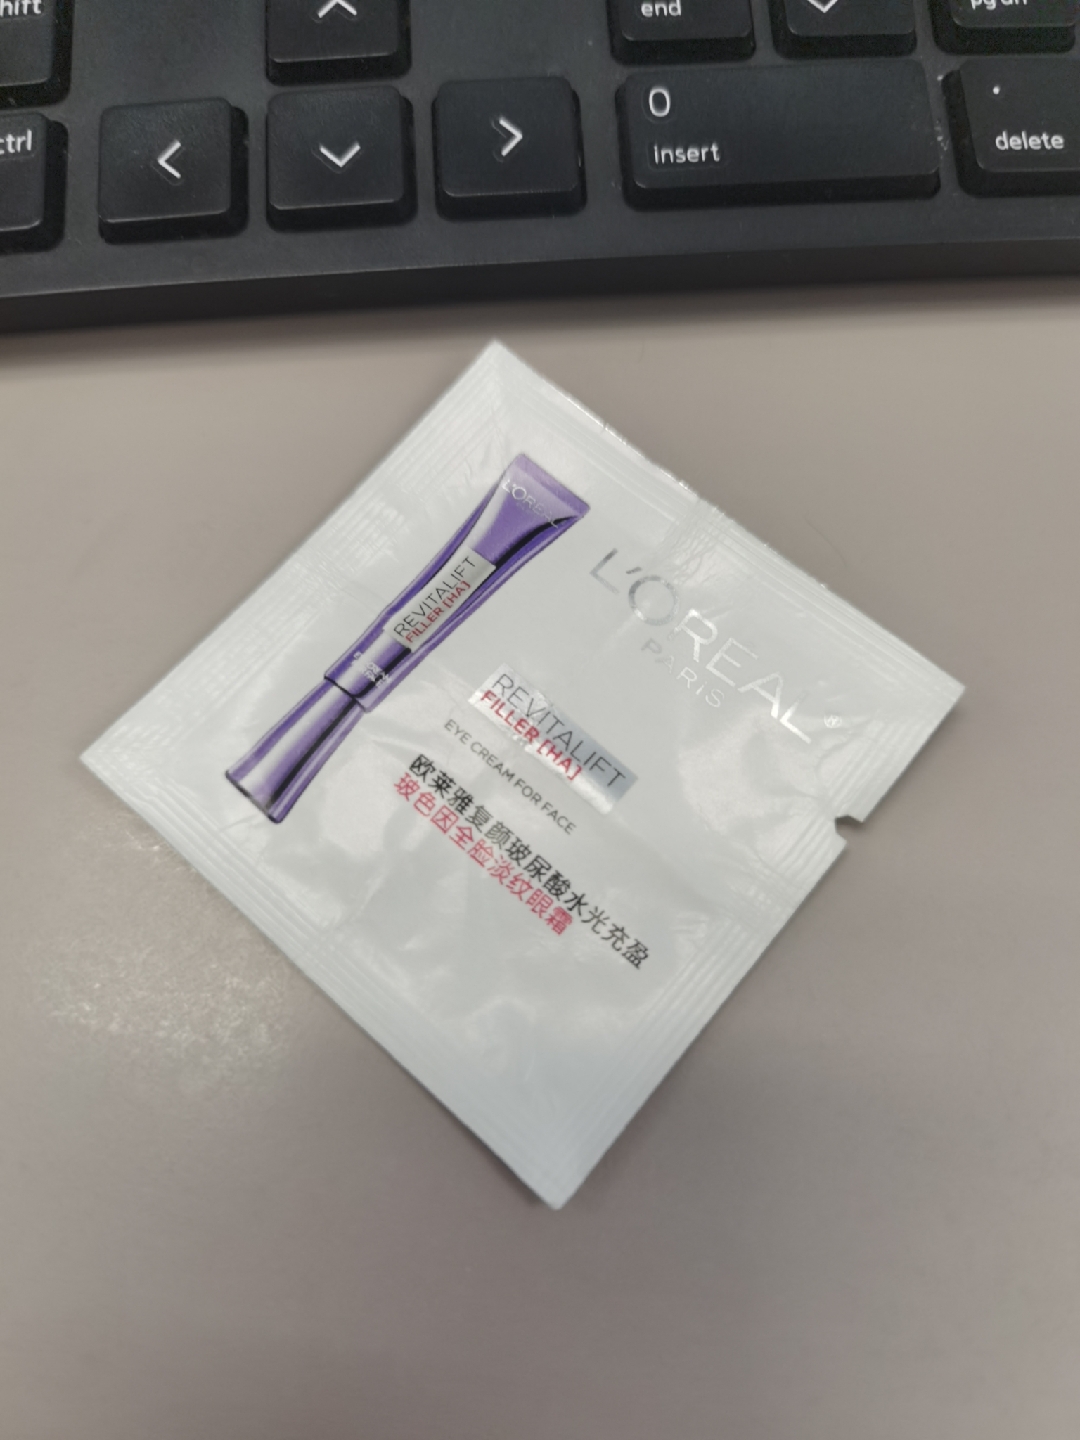 shift
end
pg dn
ctrl
0
insert
.
delete
L'ORÉAL
REVITALIFT
FILLER [HA]
L'ORÉAL®
PARIS
REVITALIFT
FILLER [HA]
EYE CREAM FOR FACE
欧莱雅复颜玻尿酸水光充盈
玻色因全脸淡纹眼霜